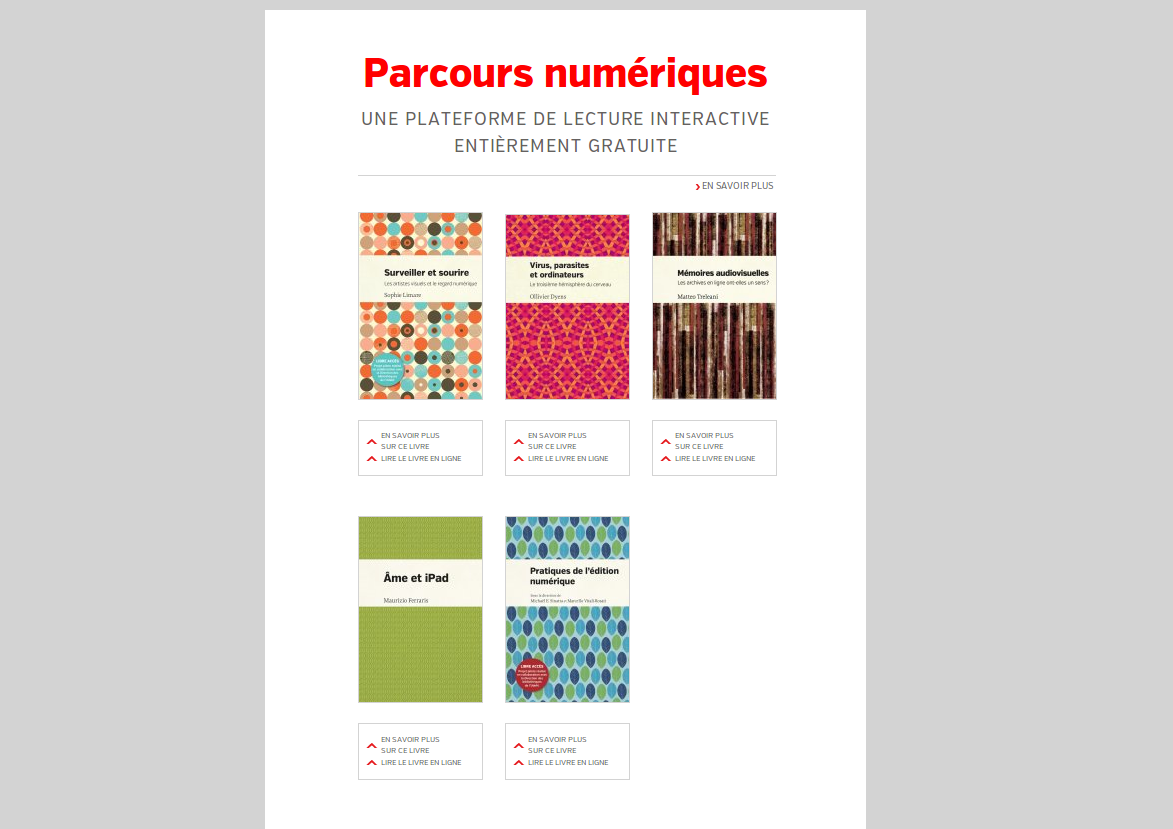 Parcours numériques
UNE PLATEFORME DE LECTURE INTERACTIVE
ENTIÈREMENT GRATUITE
EN SAVOIR PLUS
Surveiller et sourire
Les artistes visuels et le regard numérique
Sophie Limare
LIBRE ACCÈS
Virus, parasites
et ordinateurs
Le troisième hémisphère du cerveau
Ollivier Dyens
Mémoires audiovisuelles
Les archives en ligne ont-elles un sens?
Matteo Treleani
EN SAVOIR PLUS
SUR CE LIVRE
LIRE LE LIVRE EN LIGNE
EN SAVOIR PLUS
SUR CE LIVRE
LIRE LE LIVRE EN LIGNE
EN SAVOIR PLUS
SUR CE LIVRE
LIRE LE LIVRE EN LIGNE
Âme et iPad
Maurizio Ferraris
Pratiques de l'édition
numérique
Sous la direction de
Michael E. Sinatra et Marcello Vitali-Rosati
LIBRE ACCÈS
EN SAVOIR PLUS
SUR CE LIVRE
LIRE LE LIVRE EN LIGNE
EN SAVOIR PLUS
SUR CE LIVRE
LIRE LE LIVRE EN LIGNE